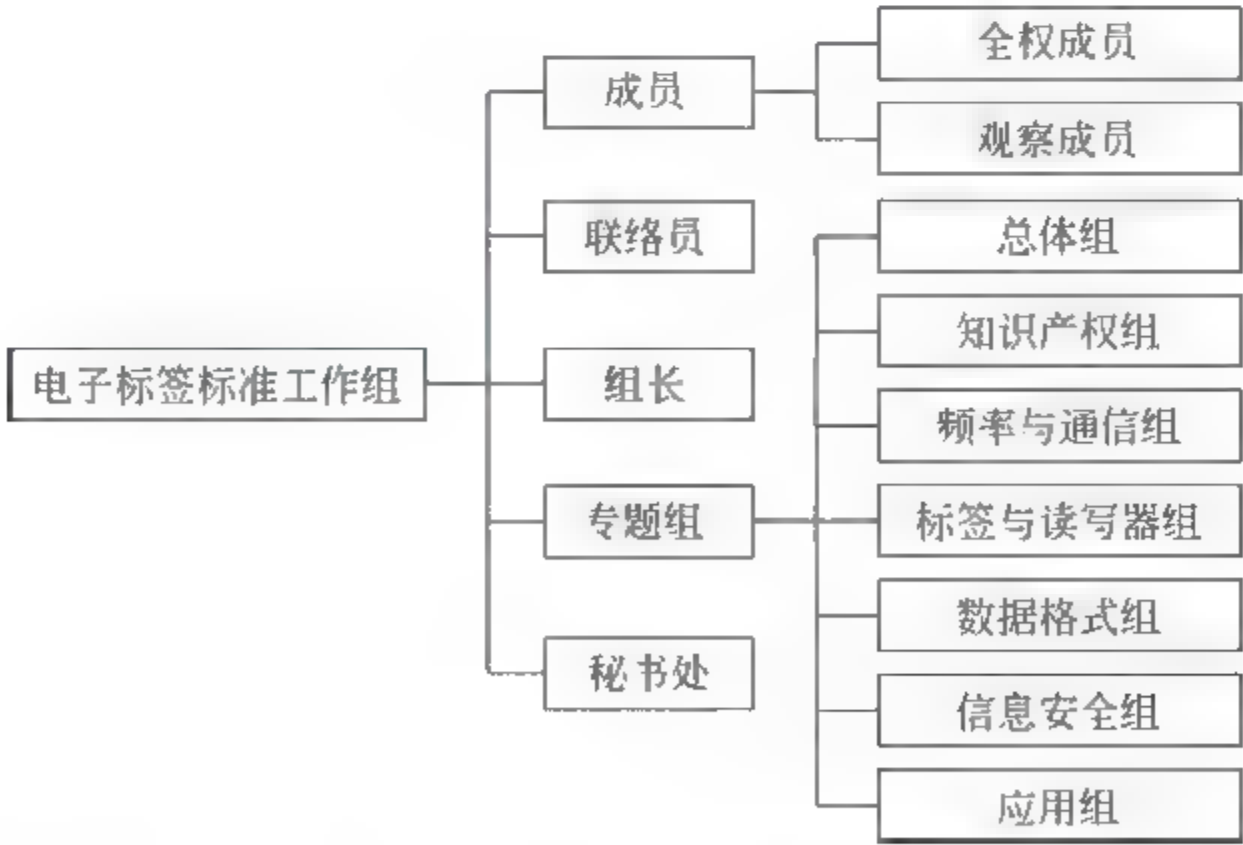 电子标签标准工作组
成员
联络员
组长
专题组
秘书处
全权成员
观察成员
总体组
知识产权组
频率与通信组
标签与读写器组
数据格式组
信息安全组
应用组